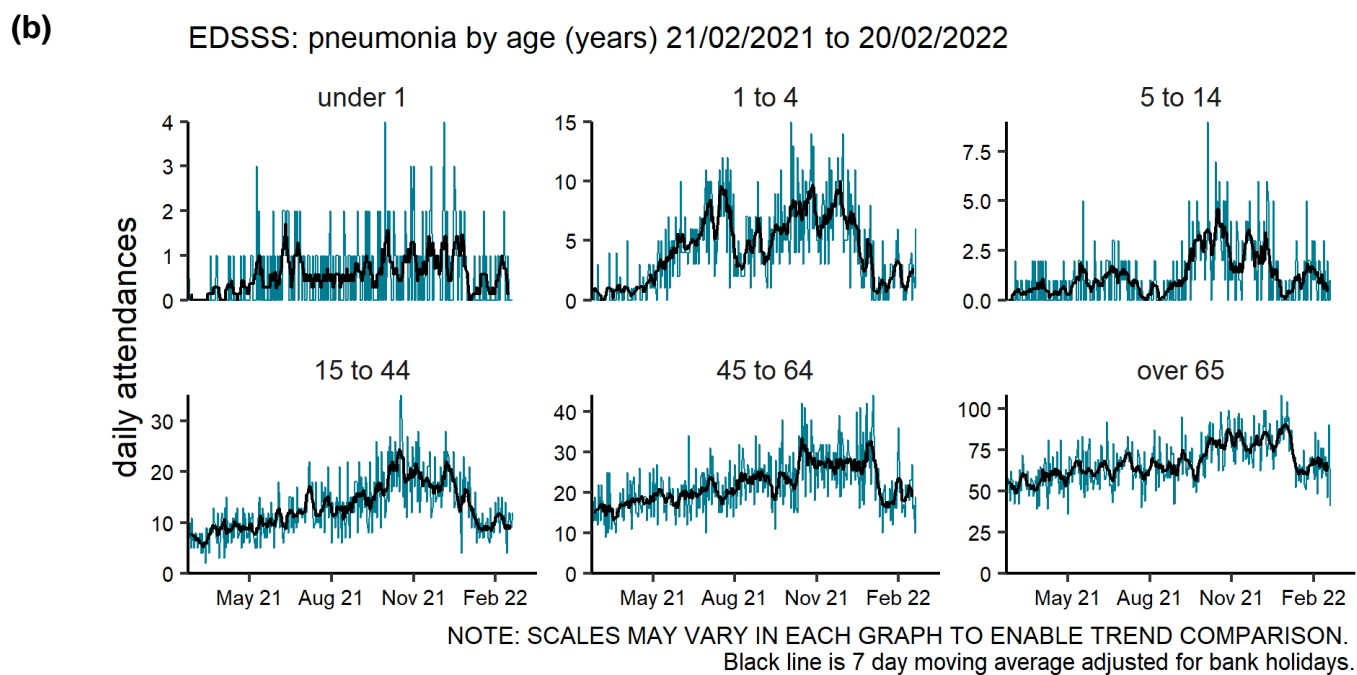 (b)
EDSSS: pneumonia by age (years) 21/02/2021 to 20/02/2022
under 1
1 to 4
5 to 14
4
3
2
1
0
15
10
5
0
7.5
5.0
2.5
0.0
daily attendances
15 to 44
45 to 64
over 65
30
20
10
0
40
30
20
10
0
100
75
50
25
0
May 21 Aug 21 Nov 21 Feb 22
May 21 Aug 21 Nov 21 Feb 22
May 21 Aug 21 Nov 21 Feb 22
NOTE: SCALES MAY VARY IN EACH GRAPH TO ENABLE TREND COMPARISON.
Black line is 7 day moving average adjusted for bank holidays.